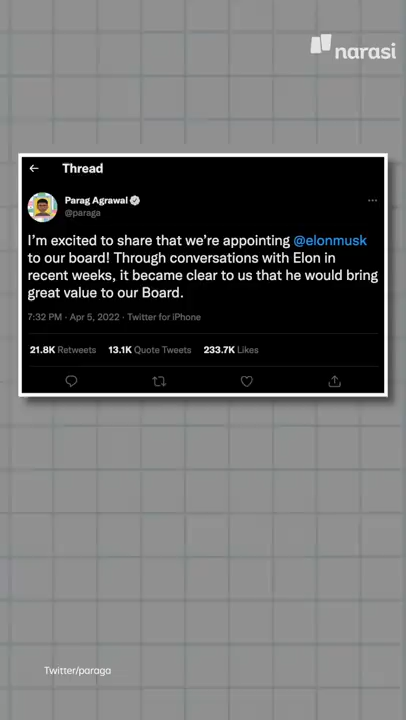 narasi
Thread
Parag Agrawal
@paraga
I'm excited to share that we're appointing @elonmusk
to our board! Through conversations with Elon in
recent weeks, it became clear to us that he would bring
great value to our Board.
7:32 PM · Apr 5, 2022 · Twitter for iPhone
21.8K Retweets 13.1K Quote Tweets 233.7K Likes
Twitter/paraga